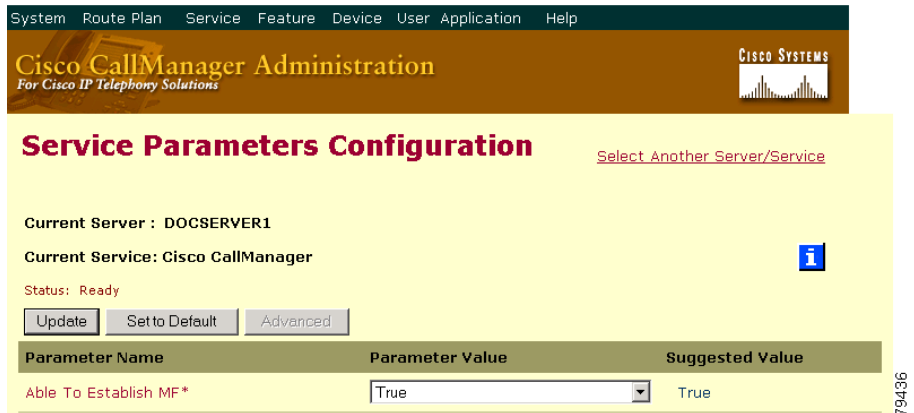 System Route Plan Service Feature Device User Application Help
Cisco CallManager Administration
For Cisco IP Telephony Solutions
CISCO SYSTEMS
Service Parameters Configuration
Select Another Server/Service
Current Server : DOCSERVER1
Current Service: Cisco CallManager
i
Status: Ready
Update Set to Default Advanced
Parameter Name Parameter Value Suggested Value
Able To Establish MF* True True
79436